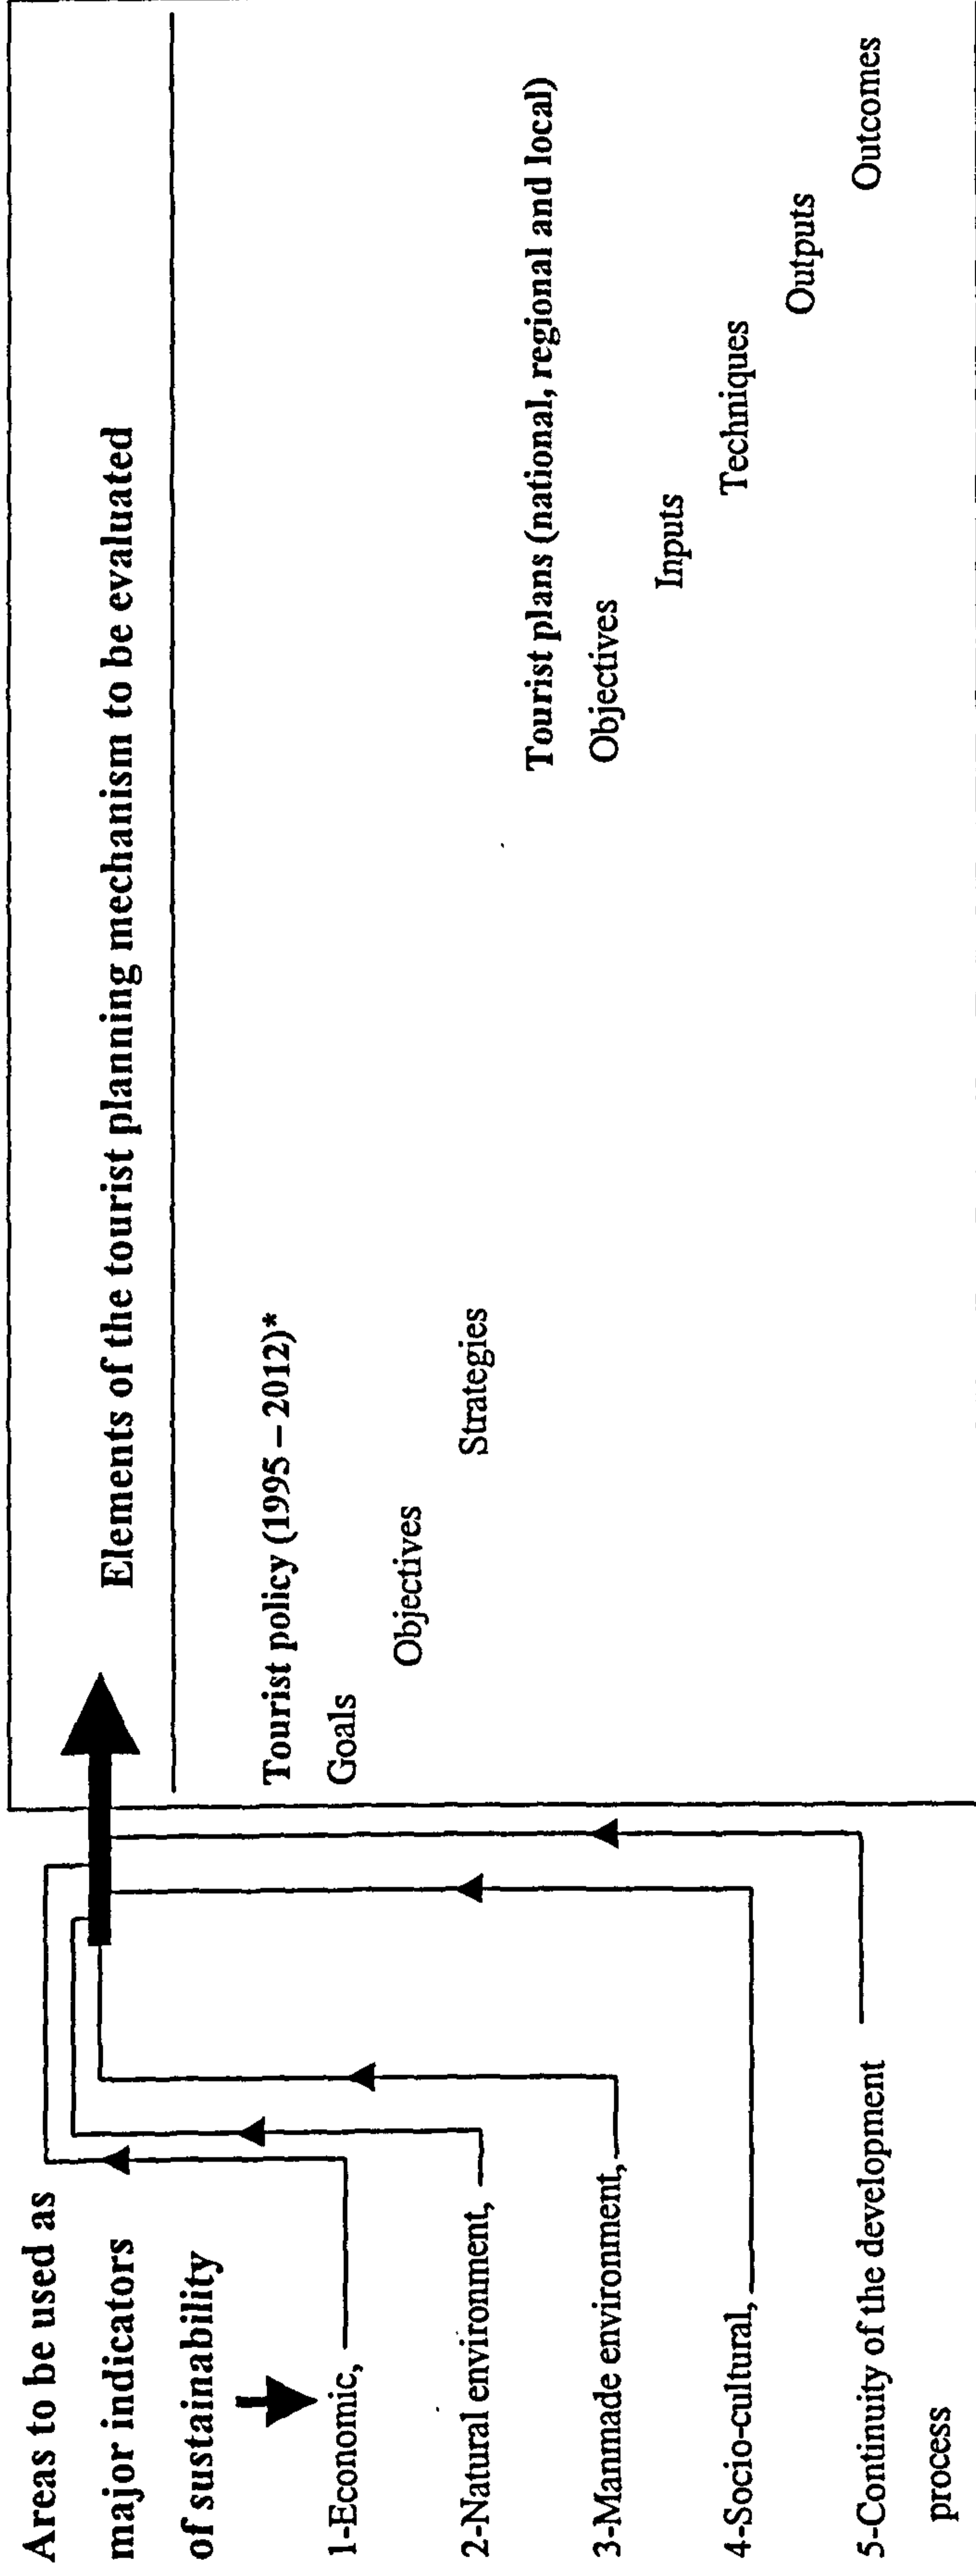 Areas to be used as
major indicators
of sustainability
1-Economic,
2-Natural environment,
3-Manmade environment,
4-Socio-cultural,
5-Continuity of the development
process
Elements of the tourist planning mechanism to be evaluated
Tourist policy (1995 – 2012)*
Goals
Objectives
Strategies
Tourist plans (national, regional and local)
Objectives
Inputs
Techniques
Outputs
Outcomes